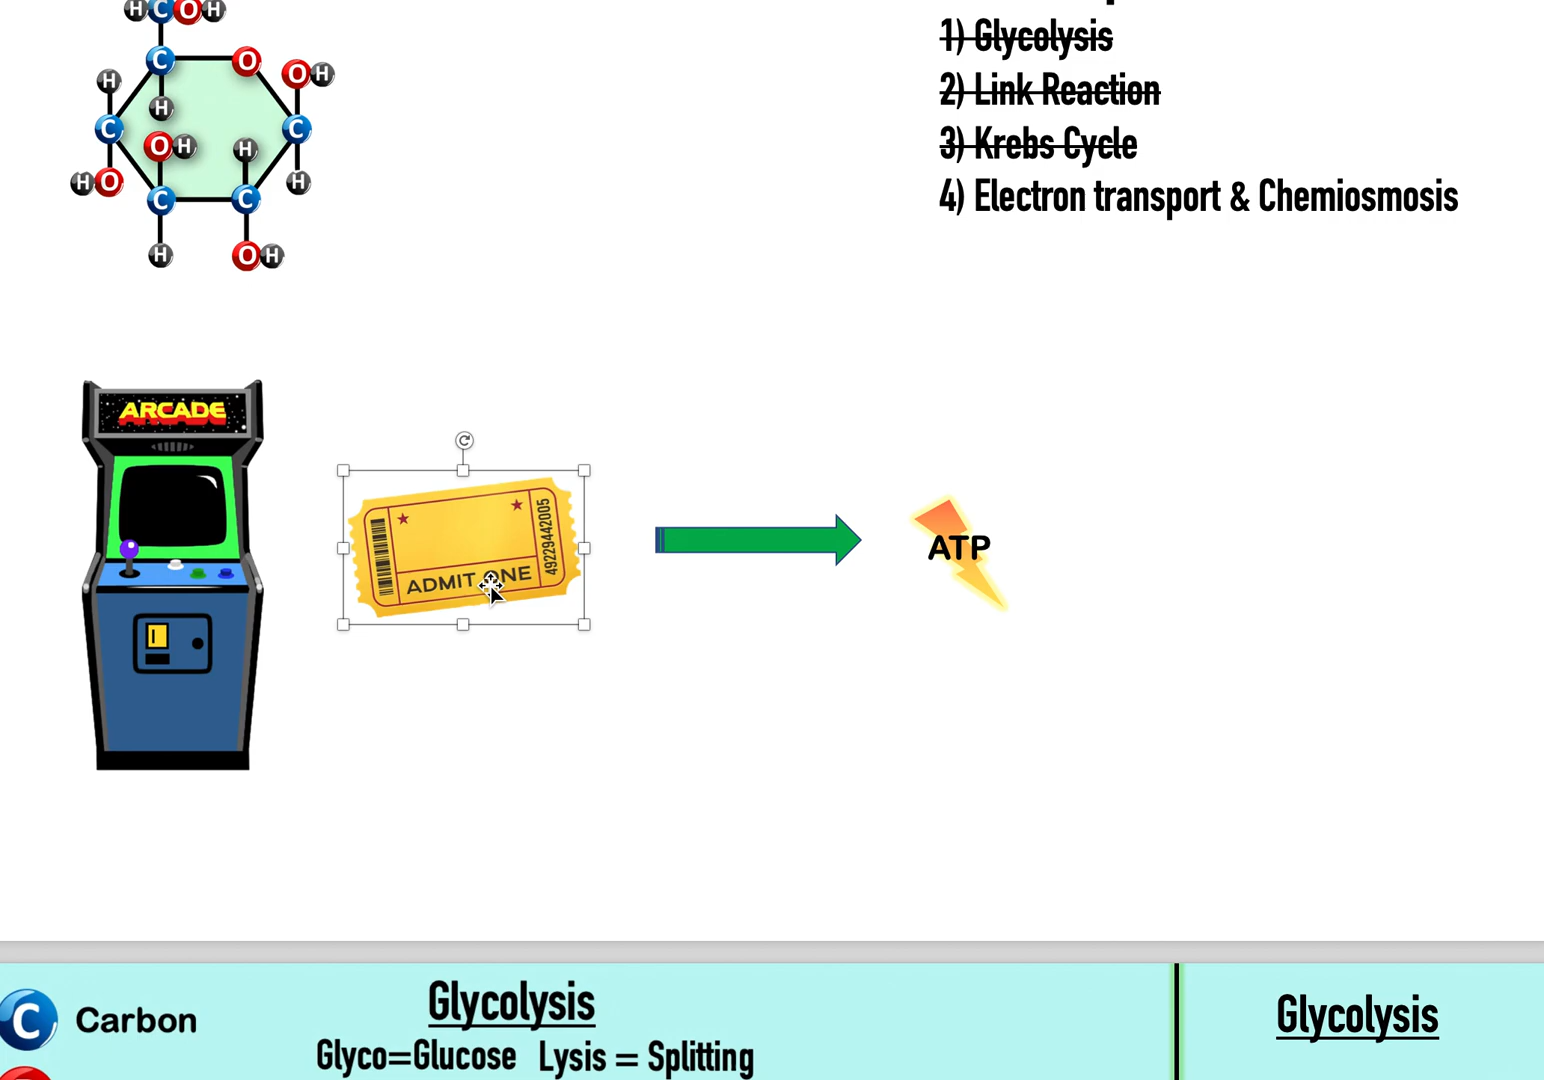 H C O H
C O
O H
H
H
C
C
O H
H
H O
H
C
C
H
O H
1) Glycolysis
2) Link Reaction
3) Krebs Cycle
4) Electron transport & Chemiosmosis
ARCADE
ADMIT ONE
49229442005
ATP
C Carbon
Glycolysis
Glyco=Glucose Lysis = Splitting
Glycolysis